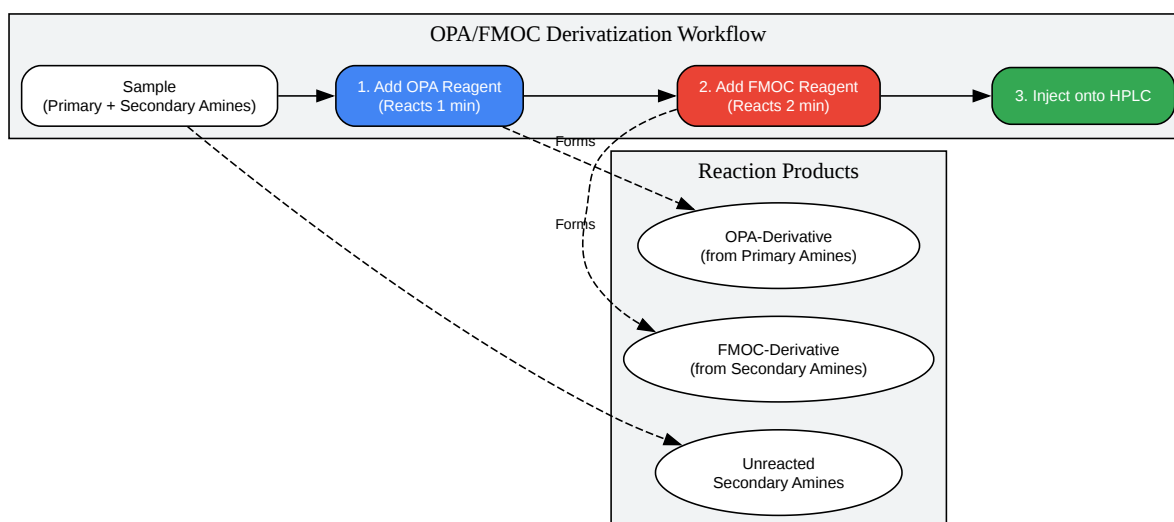 OPA/FMOC Derivatization Workflow
Sample
(Primary + Secondary Amines)
1. Add OPA Reagent
(Reacts 1 min)
2. Add FMOC Reagent
(Reacts 2 min)
3. Inject onto HPLC
Forms
Reaction Products
Forms
OPA-Derivative
(from Primary Amines)
FMOC-Derivative
(from Secondary Amines)
Unreacted
Secondary Amines